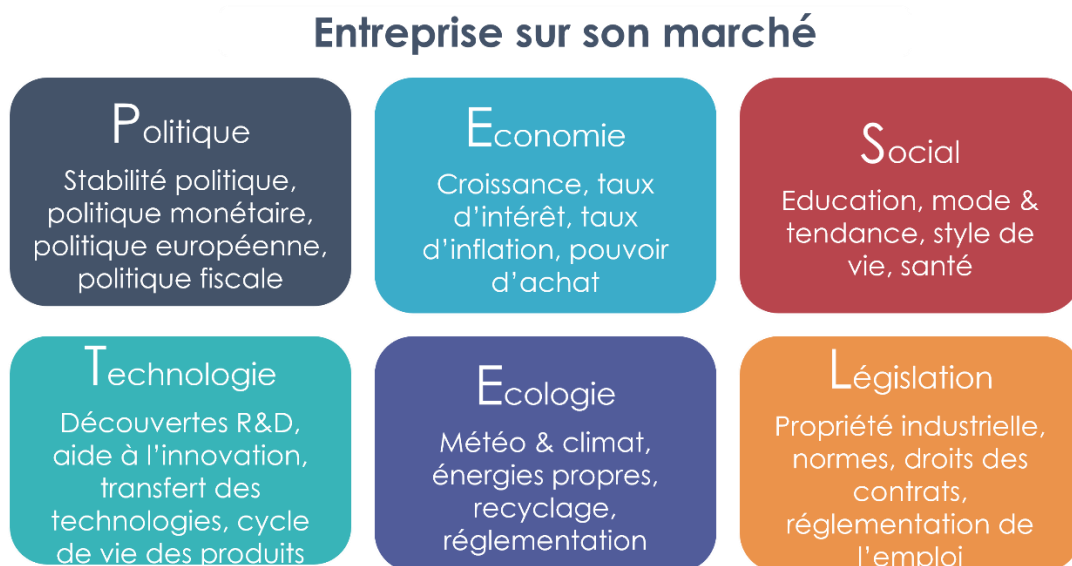 Entreprise sur son marché
Politique
Stabilité politique,
politique monétaire,
politique européenne,
politique fiscale
Economie
Croissance, taux
d'intérêt, taux
d'inflation, pouvoir
d'achat
Social
Education, mode &
tendance, style de
vie, santé
Technologie
Découvertes R&D,
aide à l'innovation,
transfert des
technologies, cycle
de vie des produits
Ecologie
Météo & climat,
énergies propres,
recyclage,
réglementation
Législation
Propriété industrielle,
normes, droits des
contrats,
réglementation de
l'emploi